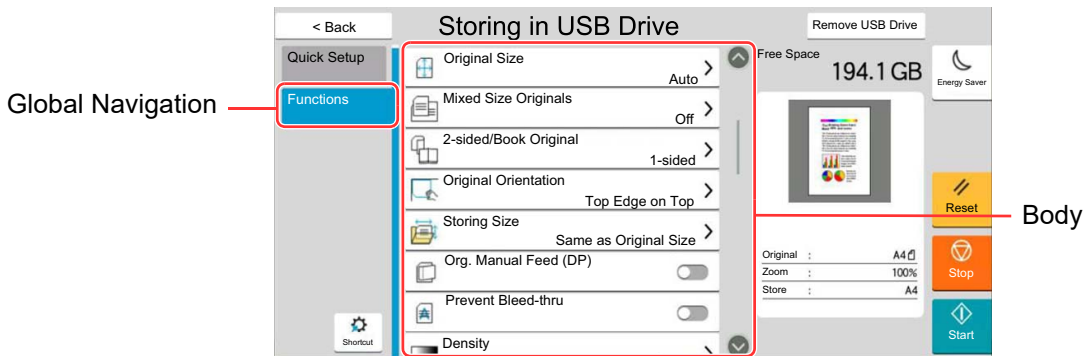 < Back
Storing in USB Drive
Remove USB Drive
Quick Setup
Functions
Global Navigation
Original Size
Auto
Mixed Size Originals
Off
2-sided/Book Original
1-sided
Original Orientation
Top Edge on Top
Storing Size
Same as Original Size
Org. Manual Feed (DP)
Prevent Bleed-thru
Density
Shortcut
Free Space
194.1 GB
Original : A4
Zoom : 100%
Store : A4
Energy Saver
Reset
Stop
Start
Body